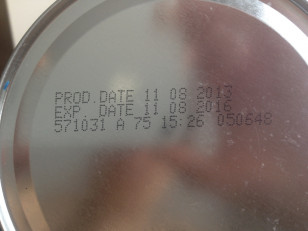 PROD.DATE 11 08 2013
EXP. DATE 11 08 2016
571031 A 75 15:26 050648